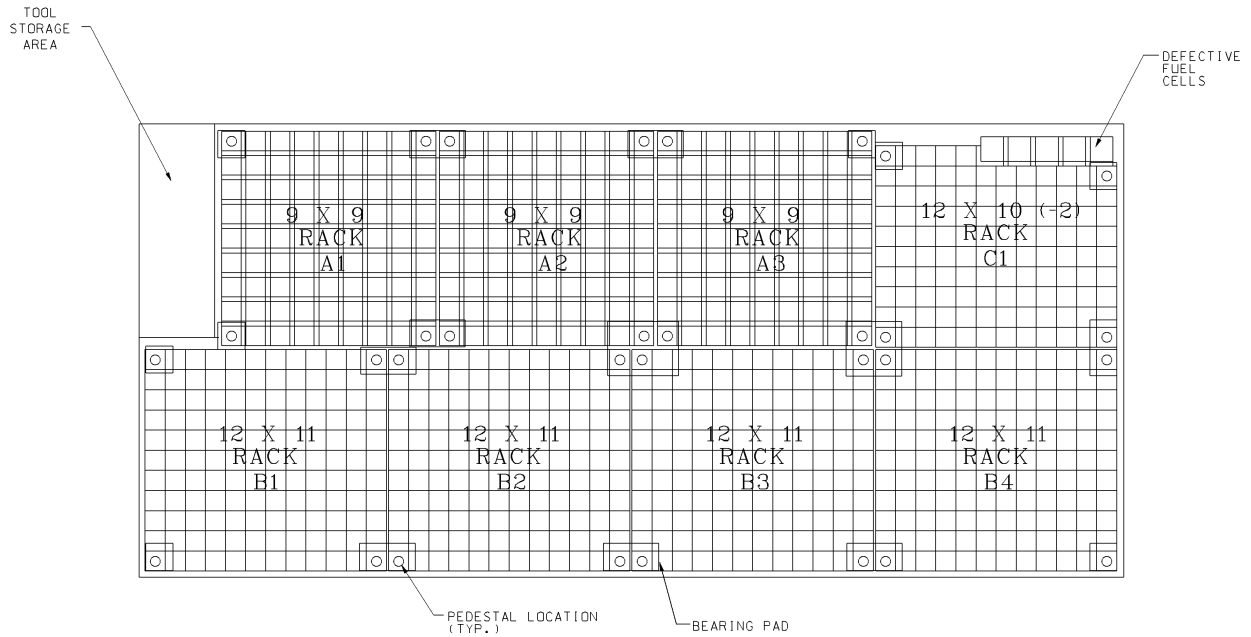 TOOL
STORAGE
AREA
DEFECTIVE
FUEL
CELLS
9 X 9
RACK
A1
9 X 9
RACK
A2
9 X 9
RACK
A3
12 X 10 (-2)
RACK
C1
12 X 11
RACK
B1
12 X 11
RACK
B2
12 X 11
RACK
B3
12 X 11
RACK
B4
PEDESTAL LOCATION
(TYP.)
BEARING PAD